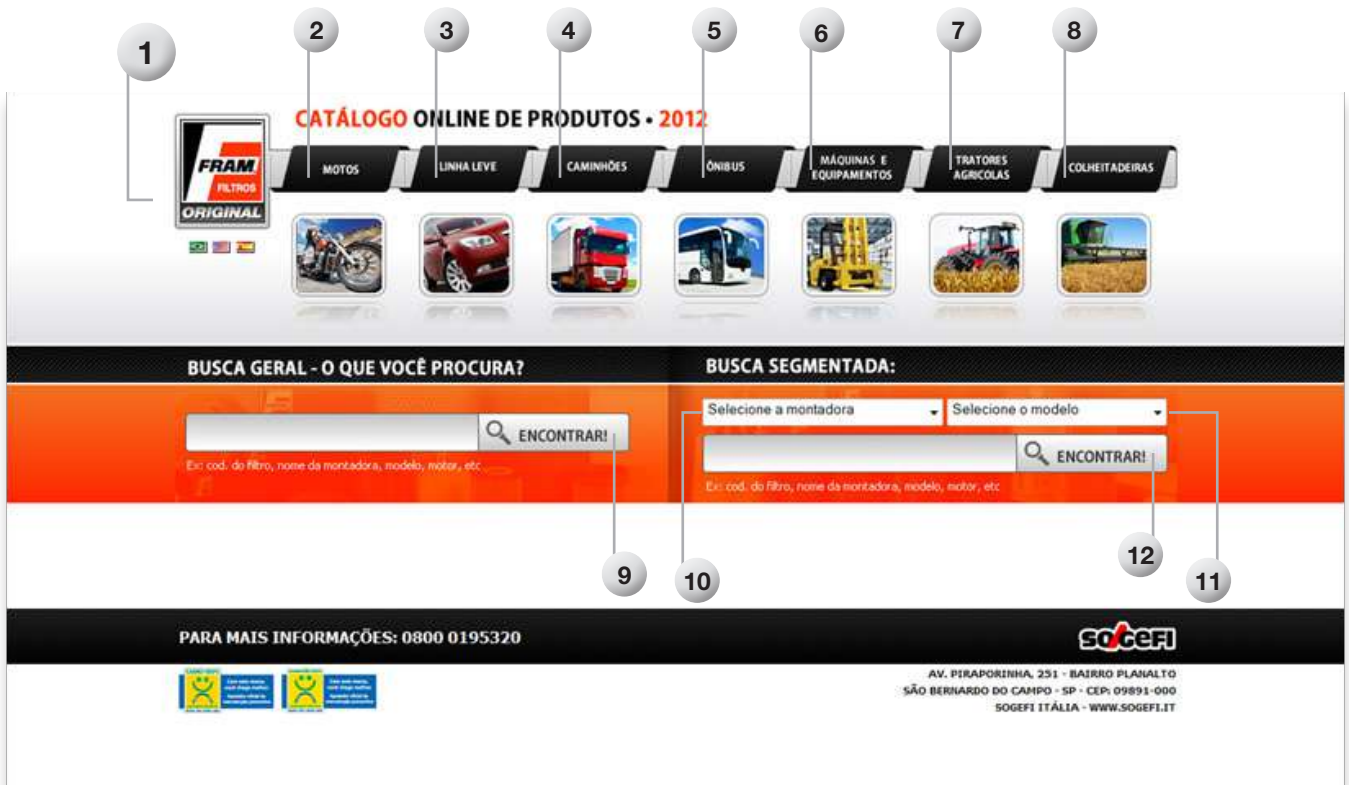 1
2
3
4
5
6
7
8
CATÁLOGO ONLINE DE PRODUTOS • 2012
FRAM
FILTROS
ORIGINAL
MOTOS
LINHA LEVE
CAMINHÕES
ÔNIBUS
MÁQUINAS E
EQUIPAMENTOS
TRATORES
AGRICOLAS
COLHEITADEIRAS
BUSCA GERAL - O QUE VOCÊ PROCURA?
ENCONTRAR!
Ex: cod. do filtro, nome da montadora, modelo, motor, etc
BUSCA SEGMENTADA:
Selecione a montadora
Selecione o modelo
ENCONTRAR!
Ex: cod. do filtro, nome da montadora, modelo, motor, etc
9
10
12
11
PARA MAIS INFORMAÇÕES: 0800 0195320
SOGEFI
AV. PIRAPORINHA, 251 - BAIRRO PLANALTO
SÃO BERNARDO DO CAMPO - SP - CEP: 09891-000
SOGEFI ITÁLIA - WWW.SOGEFI.IT